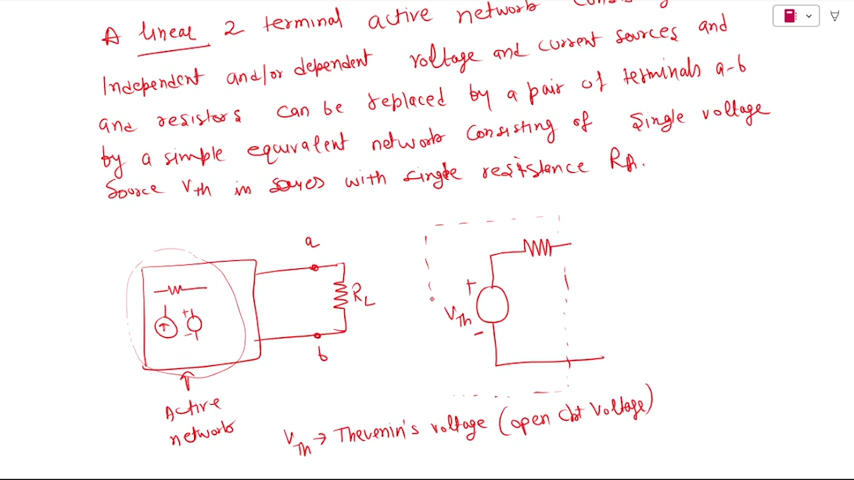 A linear 2 terminal active network
Independent and/or dependent voltage and current sources and
and resistors can be replaced by a pair of terminals a-b
by a simple equivalent network consisting of single voltage
source Vth in series with single resistance
a
RL
b
+
-
+
VTh
-
Active
network
VTh → Thevenin's voltage (open ckt voltage)